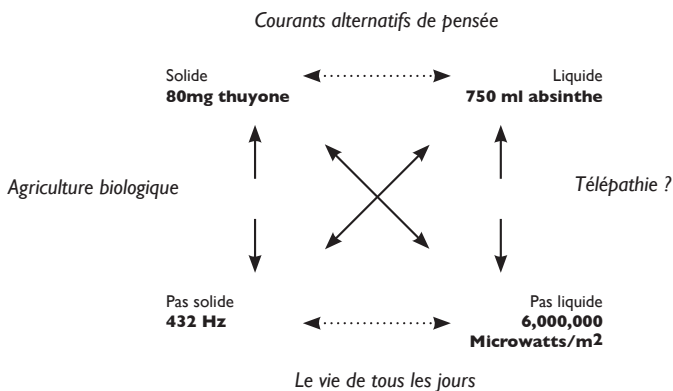 Courants alternatifs de pensée
Solide
80mg thuyone
Liquide
750 ml absinthe
Agriculture biologique
Télépathie ?
Pas solide
432 Hz
Pas liquide
6,000,000
Microwatts/m2
Le vie de tous les jours